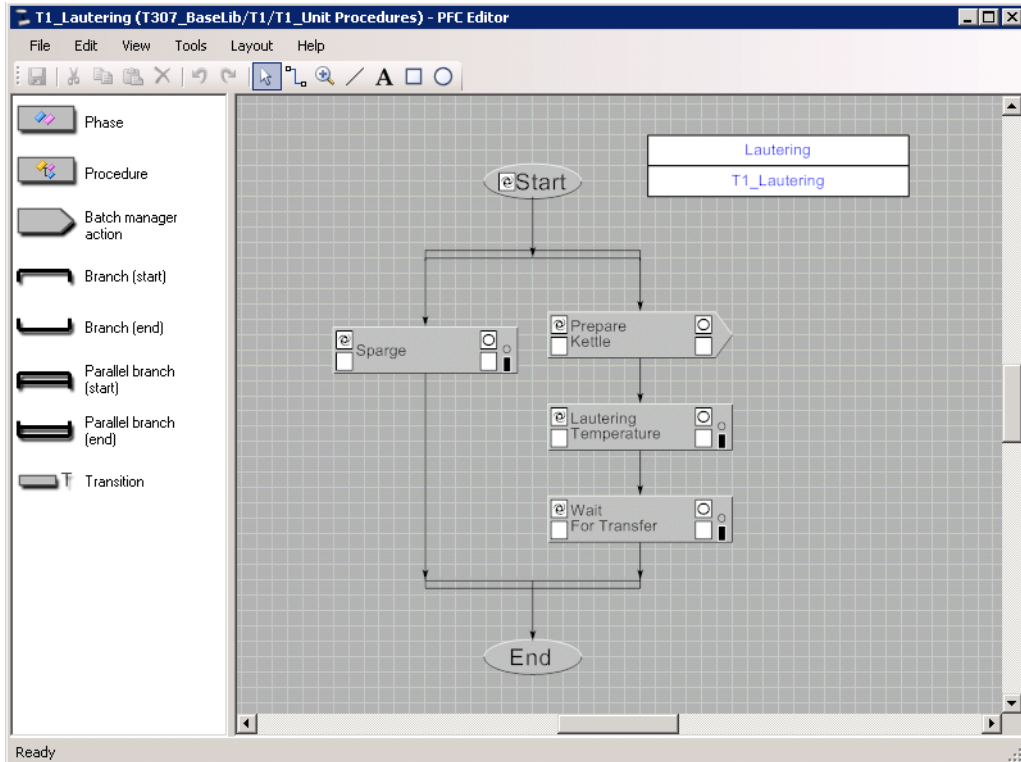 T1_Lautering (T307_BaseLib/T1/T1_Unit Procedures) - PFC Editor
File Edit View Tools Layout Help
A
Phase
Procedure
Batch manager
action
Branch (start)
Branch (end)
Parallel branch
(start)
Parallel branch
(end)
T Transition
Lautering
T1_Lautering
Start
Sparge
Prepare
Kettle
Lautering
Temperature
Wait
For Transfer
End
Ready